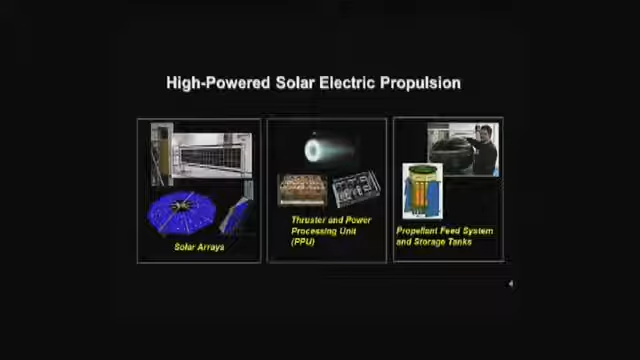 High-Powered Solar Electric Propulsion
Solar Arrays
Thruster and Power
Processing Unit
(PPU)
Propellant Feed System
and Storage Tanks